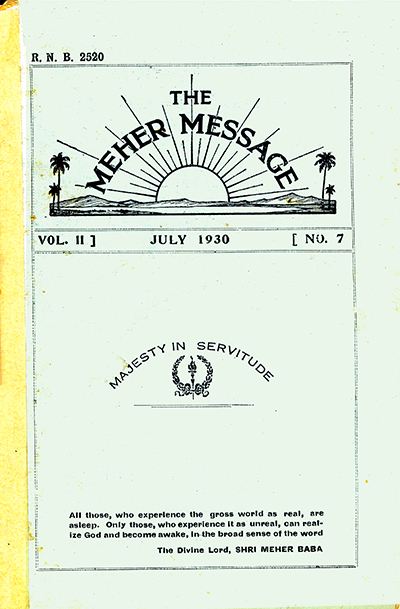 R. N. B. 2520
THE
MEHER MESSAGE
VOL. II ] JULY 1930 [ NO. 7
MAJESTY IN SERVITUDE
All those, who experience the gross world as real, are
asleep. Only those, who experience it as unreal, can real-
ize God and become awake, in the broad sense of the word
The Divine Lord, SHRI MEHER BABA